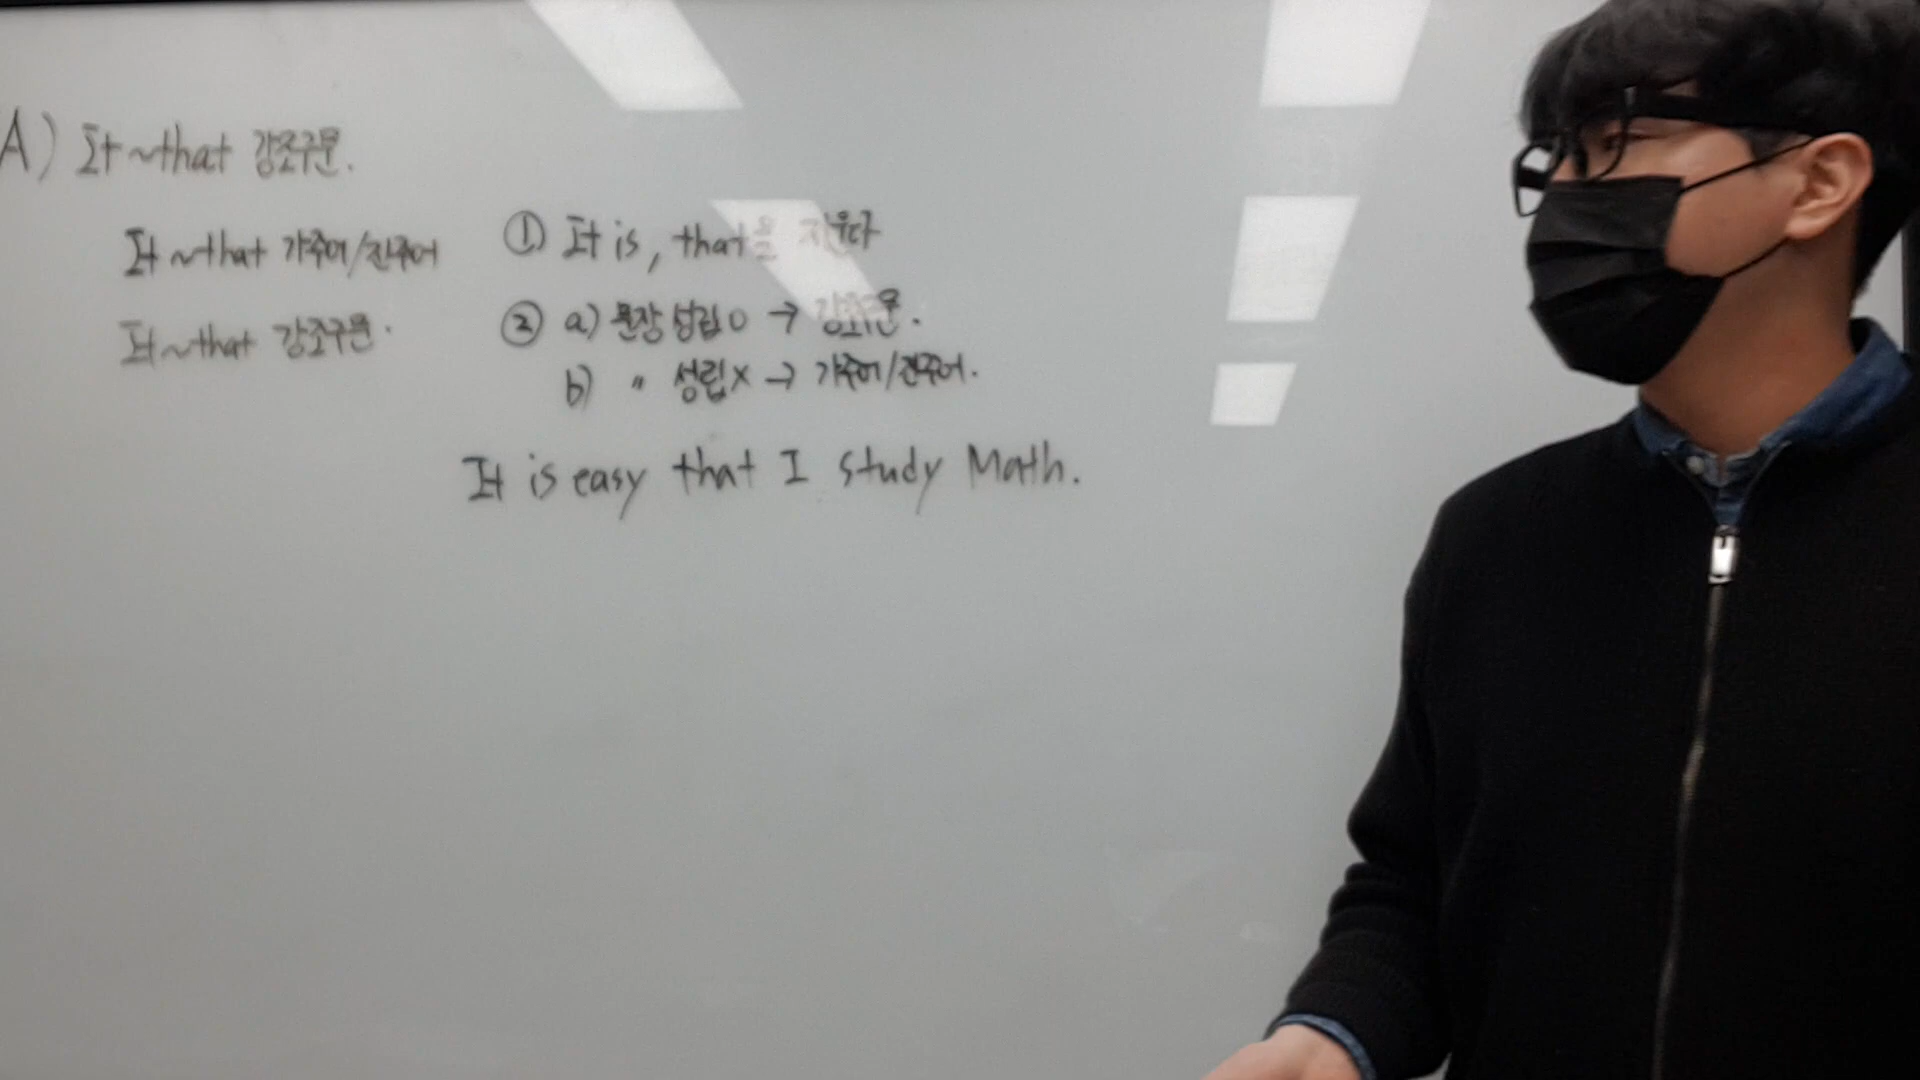 A) It ~that 강조구문.
It ~that 가주어/진주어
It ~that 강조구문.
① It is, that을 지운다
② a) 문장 성립 O → 강조구문.
b) 〃 성립 X → 가주어/진주어.
It is easy that I study Math.